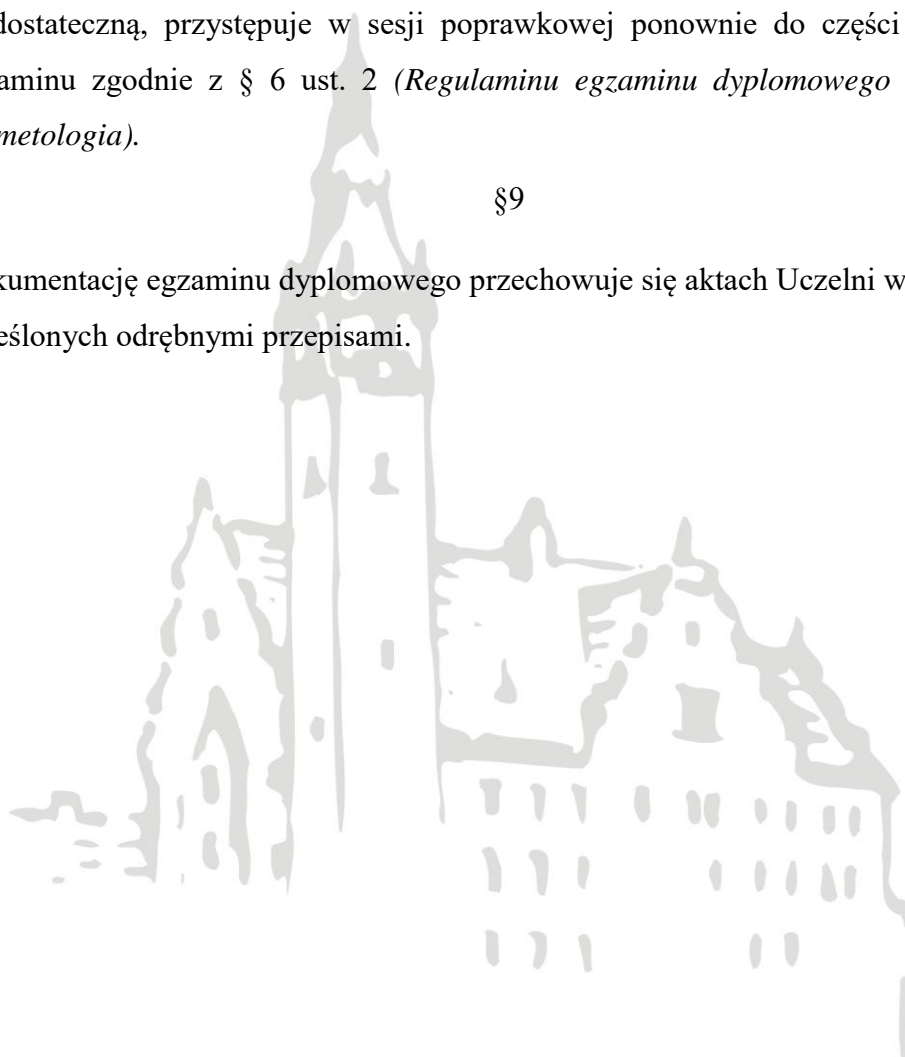 dostateczną, przystępuje w sesji poprawkowej ponownie do części
aminu zgodnie z § 6 ust. 2 (Regulaminu egzaminu dyplomowego
metologia).
§9
kumentację egzaminu dyplomowego przechowuje się aktach Uczelni w
eślonych odrębnymi przepisami.